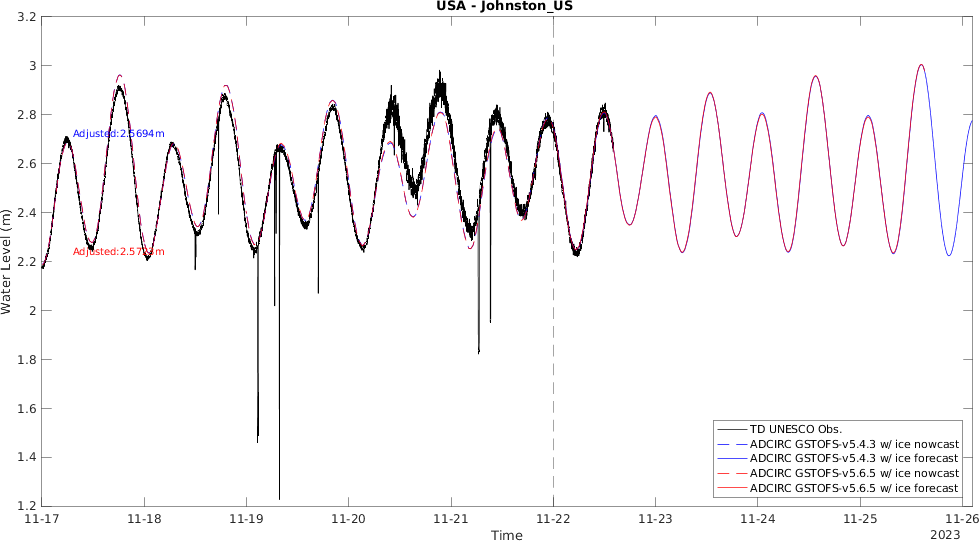 USA - Johnston_US
3.2
3
2.8
2.6
2.4
2.2
2
1.8
1.6
1.4
1.2
Water Level (m)
Adjusted:2.5694m
TD UNESCO Obs.
ADCIRC GSTOFS-v5.4.3 w/ ice nowcast
ADCIRC GSTOFS-v5.4.3 w/ ice forecast
ADCIRC GSTOFS-v5.6.5 w/ ice nowcast
ADCIRC GSTOFS-v5.6.5 w/ ice forecast
11-17 11-18 11-19 11-20 11-21 11-22 11-23 11-24 11-25 11-26
Time
2023